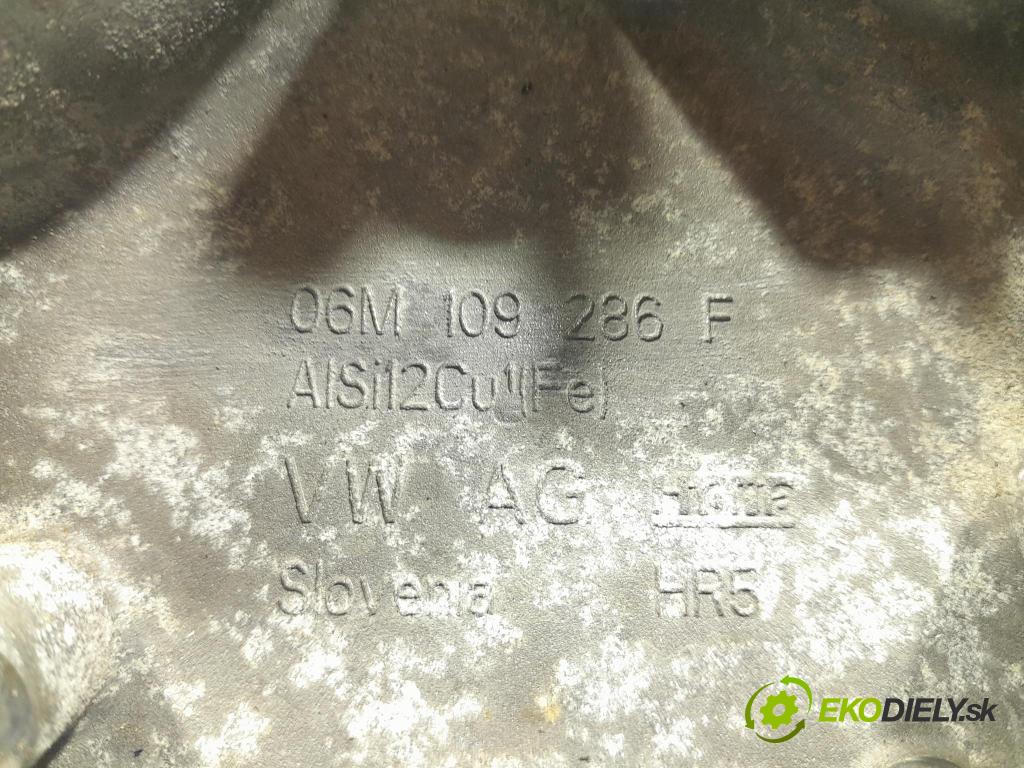 06M 109 286 F
AlSi12Cu1(Fe)
VW AG
Slovenia HR5
EKODIELY.sk